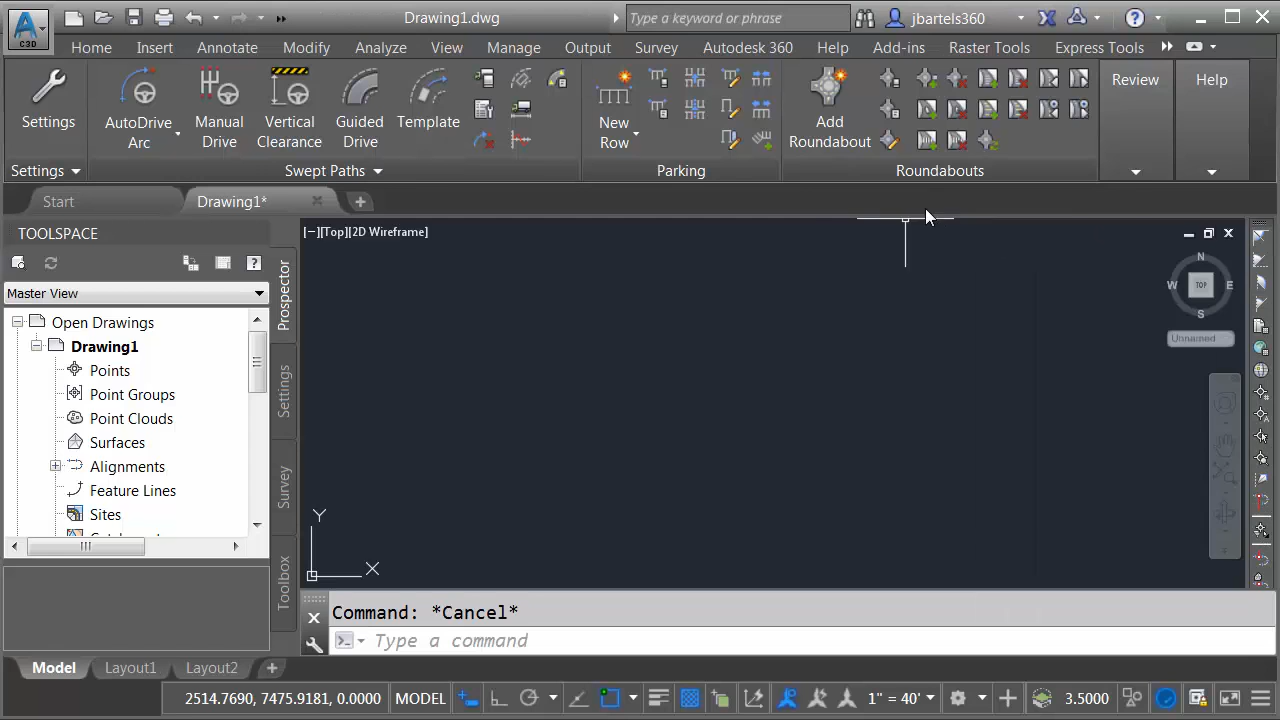 Drawing1.dwg
Type a keyword or phrase
jbartels360
C3D
Home Insert Annotate Modify Analyze View Manage Output Survey Autodesk 360 Help Add-ins Raster Tools Express Tools
Settings
AutoDrive Arc
Manual Drive
Vertical Clearance
Guided Drive
Template
New Row
Add Roundabout
Review
Help
Settings
Swept Paths
Parking
Roundabouts
Start
Drawing1*
TOOLSPACE
[−][Top][2D Wireframe]
Master View
Open Drawings
Drawing1
Points
Point Groups
Point Clouds
Surfaces
Alignments
Feature Lines
Sites
Prospector
Settings
Survey
Toolbox
N
W TOP E
S
Unnamed
Y
X
Command: *Cancel*
Type a command
Model Layout1 Layout2
2514.7690, 7475.9181, 0.0000 MODEL 1" = 40' 3.5000